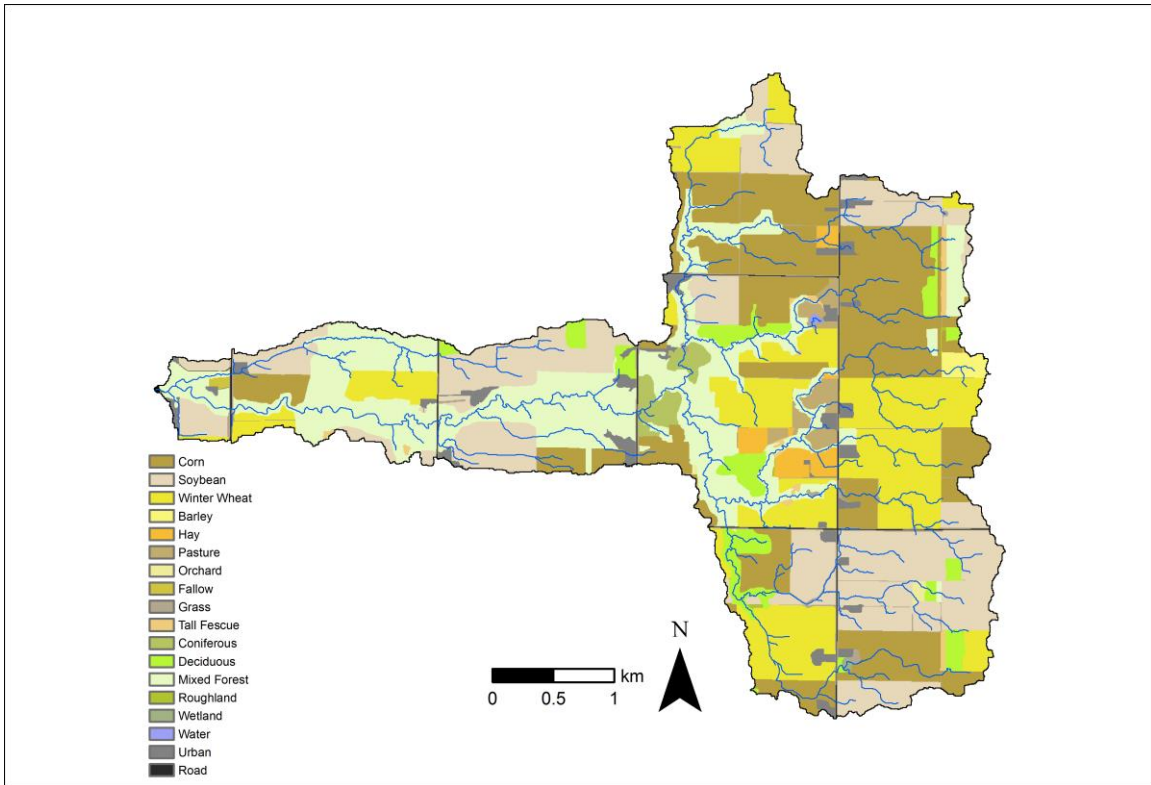 Corn
Soybean
Winter Wheat
Barley
Hay
Pasture
Orchard
Fallow
Grass
Tall Fescue
Coniferous
Deciduous
Mixed Forest
Roughland
Wetland
Water
Urban
Road
N
km
0 0.5 1